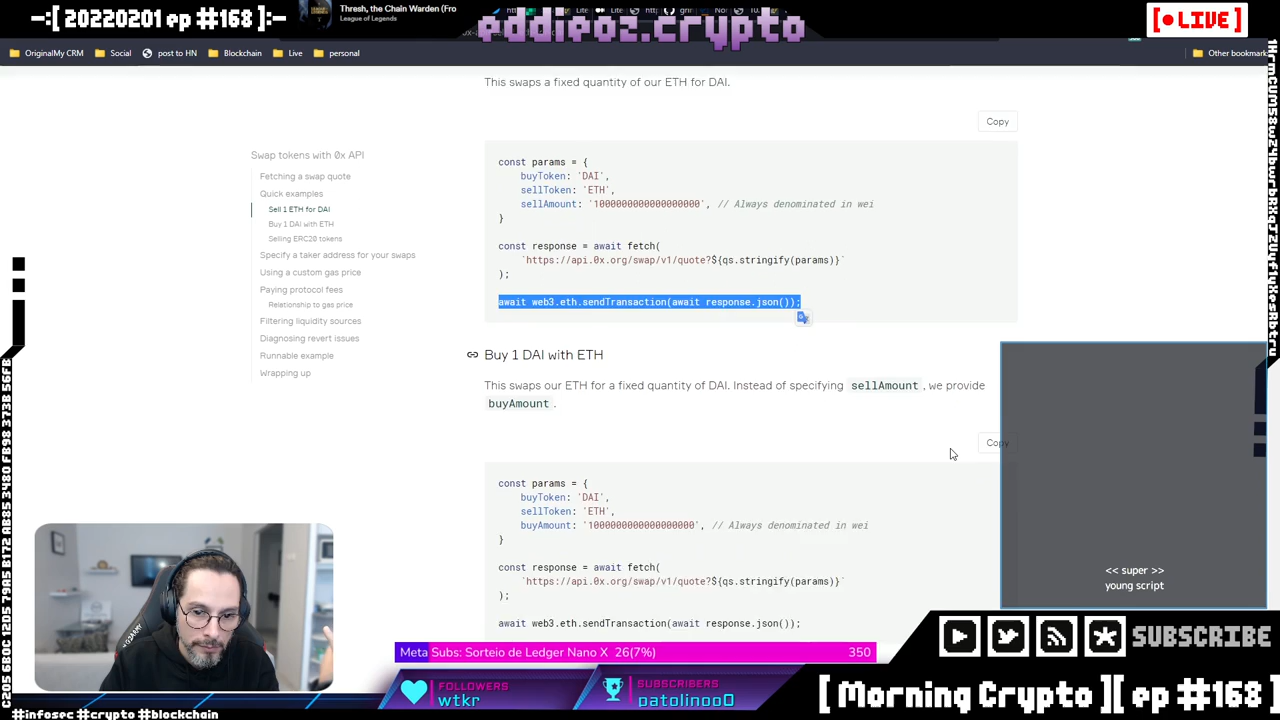 -:[ 20220201 ep #168]:-
Thresh, the Chain Warden (Fro
League of Legends
eddieoz.crypto
[● LIVE]
OriginalMy CRM
Social
post to HN
Blockchain
Live
personal
Other bookmark
This swaps a fixed quantity of our ETH for DAI.
Copy
Swap tokens with 0x API
Fetching a swap quote
Quick examples
Sell 1 ETH for DAI
Buy 1 DAI with ETH
Selling ERC20 tokens
Specify a taker address for your swaps
Using a custom gas price
Paying protocol fees
Relationship to gas price
Filtering liquidity sources
Diagnosing revert issues
Runnable example
Wrapping up
const params = {
buyToken: 'DAI',
sellToken: 'ETH',
sellAmount: '1000000000000000000', // Always denominated in wei
}
const response = await fetch(
`https://api.0x.org/swap/v1/quote?${qs.stringify(params)}`
);
await web3.eth.sendTransaction(await response.json());
Buy 1 DAI with ETH
This swaps our ETH for a fixed quantity of DAI. Instead of specifying sellAmount , we provide
buyAmount .
Copy
const params = {
buyToken: 'DAI',
sellToken: 'ETH',
buyAmount: '1000000000000000000', // Always denominated in wei
}
const response = await fetch(
`https://api.0x.org/swap/v1/quote?${qs.stringify(params)}`
);
await web3.eth.sendTransaction(await response.json());
<< super >>
young script
SUBSCRIBE
Meta Subs: Sorteio de Ledger Nano X 26(7%) 350
FOLLOWERS
wtkr
SUBSCRIBERS
patolinoo0
[ Morning Crypto ][ ep #168 ]
#infosec #crypto #blockchain